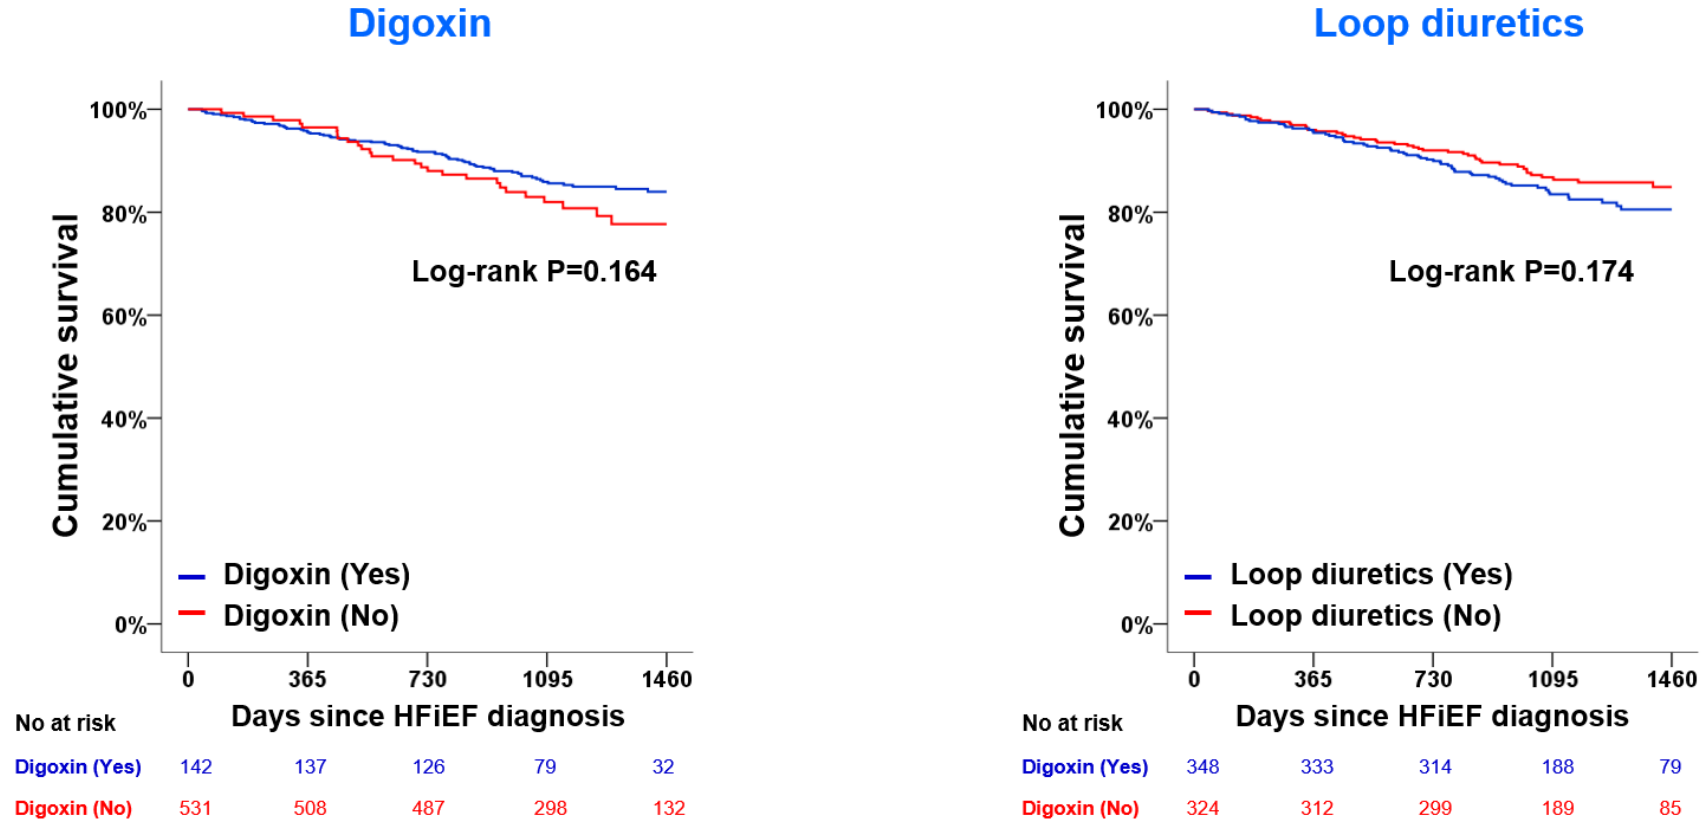 Digoxin
100%
80%
60%
40%
20%
0%
Cumulative survival
Log-rank P=0.164
Digoxin (Yes)
Digoxin (No)
0 365 730 1095 1460
Days since HFiEF diagnosis
No at risk
Digoxin (Yes) 142 137 126 79 32
Digoxin (No) 531 508 487 298 132
Loop diuretics
100%
80%
60%
40%
20%
0%
Cumulative survival
Log-rank P=0.174
Loop diuretics (Yes)
Loop diuretics (No)
0 365 730 1095 1460
Days since HFiEF diagnosis
No at risk
Digoxin (Yes) 348 333 314 188 79
Digoxin (No) 324 312 299 189 85